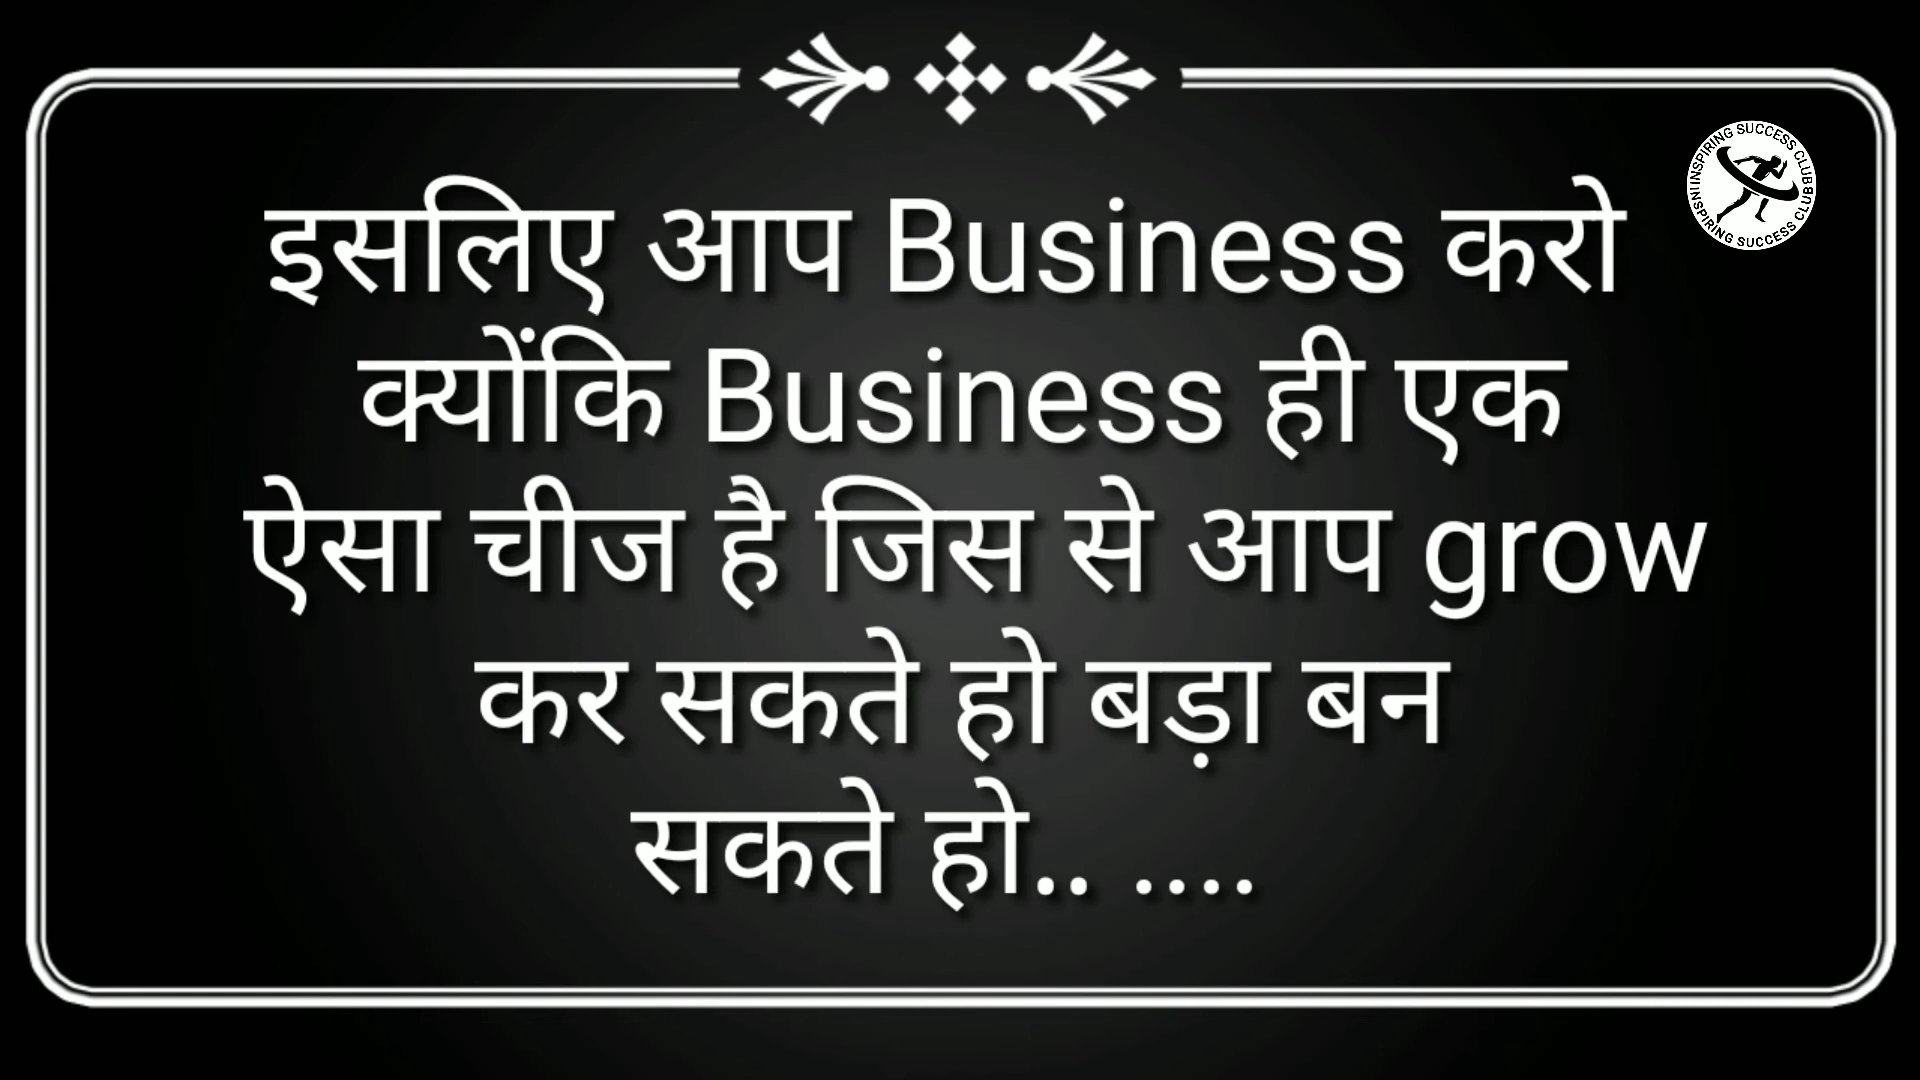 इसलिए आप Business करो
क्योंकि Business ही एक
ऐसा चीज है जिस से आप grow
कर सकते हो बड़ा बन
सकते हो.. ....
INSPIRING SUCCESS CLUB
INSPIRING SUCCESS CLUB